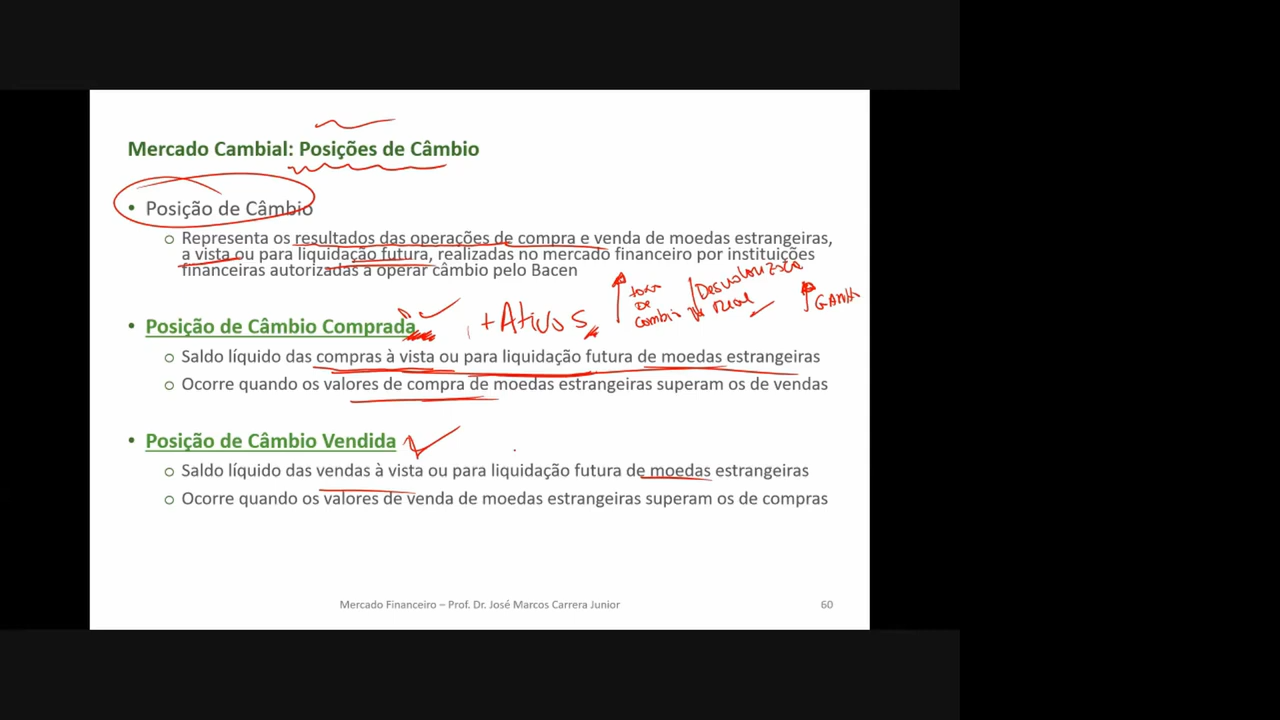 Mercado Cambial: Posições de Câmbio
• Posição de Câmbio
Representa os resultados das operações de compra e venda de moedas estrangeiras,
a vista ou para liquidação futura, realizadas no mercado financeiro por instituições
financeiras autorizadas a operar câmbio pelo Bacen
• Posição de Câmbio Comprada
+ Ativos
taxa de cambio
Desvaloriza
real
Ganha
Saldo líquido das compras à vista ou para liquidação futura de moedas estrangeiras
Ocorre quando os valores de compra de moedas estrangeiras superam os de vendas
• Posição de Câmbio Vendida
Saldo líquido das vendas à vista ou para liquidação futura de moedas estrangeiras
Ocorre quando os valores de venda de moedas estrangeiras superam os de compras
Mercado Financeiro – Prof. Dr. José Marcos Carrera Junior
60